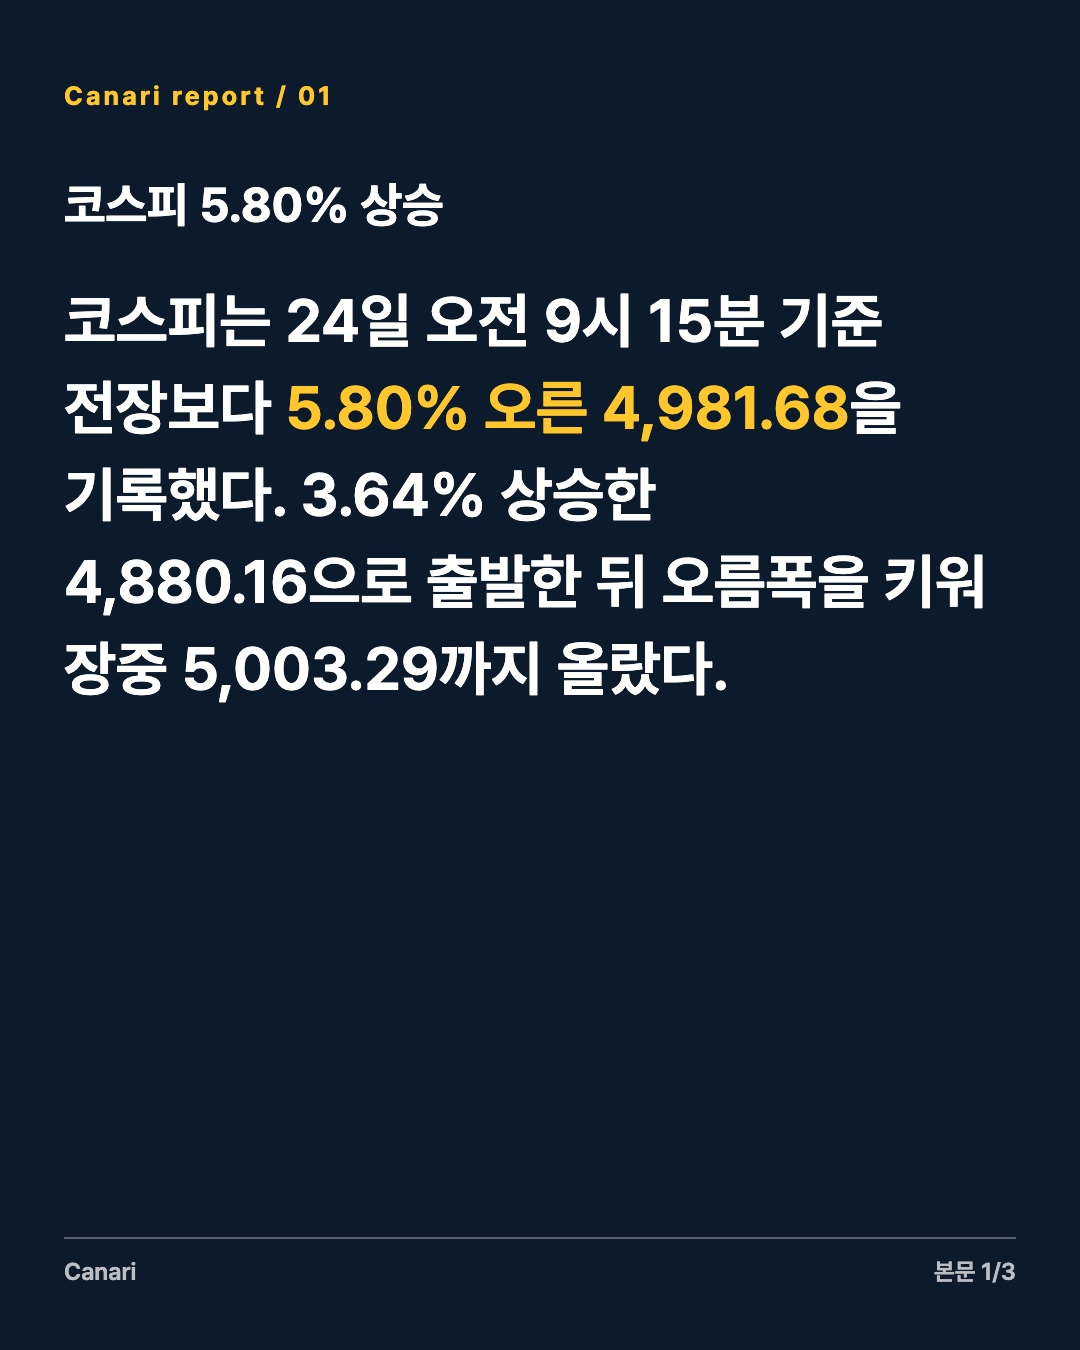 Canari report / 01
코스피 5.80% 상승
코스피는 24일 오전 9시 15분 기준
전장보다 5.80% 오른 4,981.68을
기록했다. 3.64% 상승한
4,880.16으로 출발한 뒤 오름폭을 키워
장중 5,003.29까지 올랐다.
Canari
본문 1/3